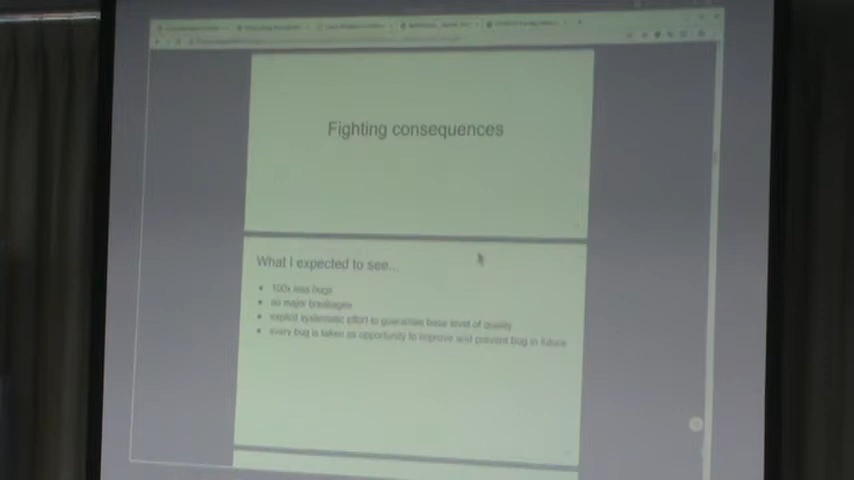 Fighting consequences
What I expected to see...
100x less bugs
no major breakages
explicit systematic effort to guarantee base level of quality
every bug is taken as opportunity to improve and prevent bug in future